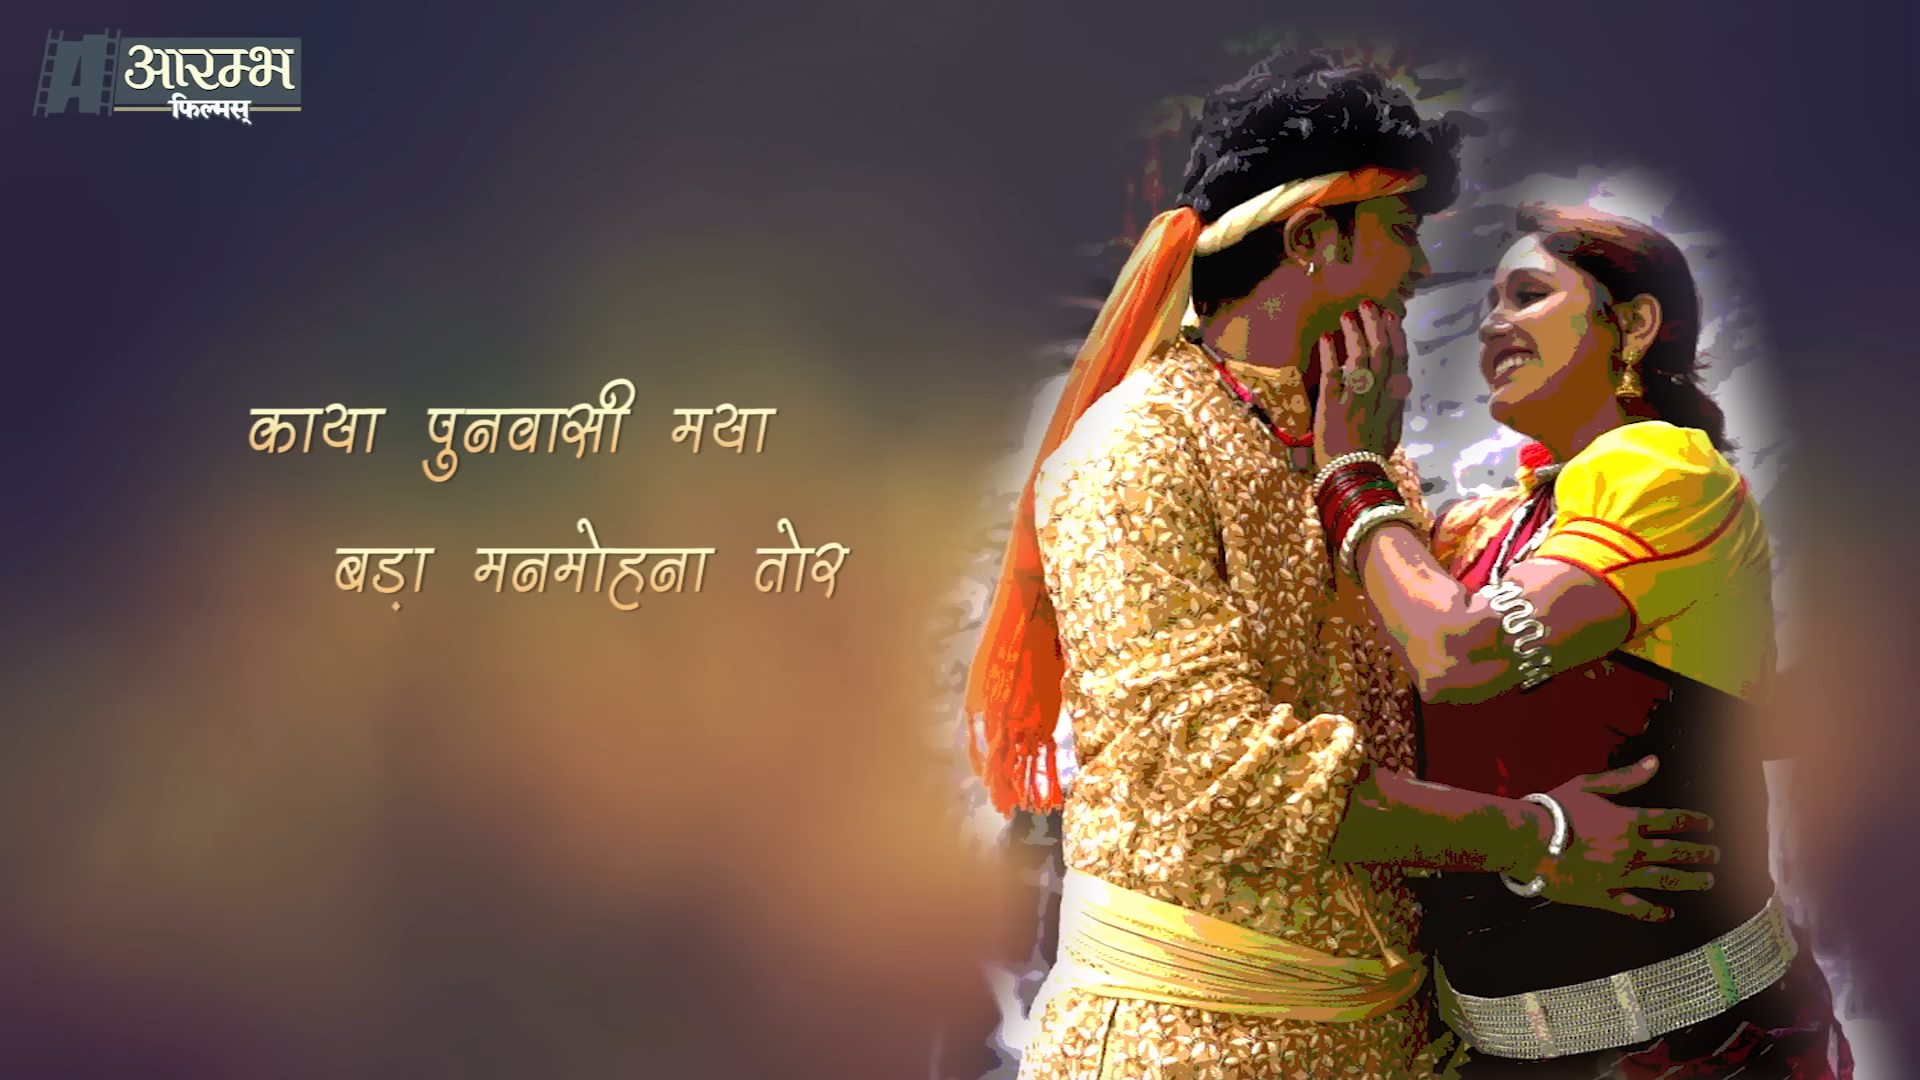 आरम्भ
फिल्मस्
काया पुनवासी मया
बड़ा मनमोहना तोर